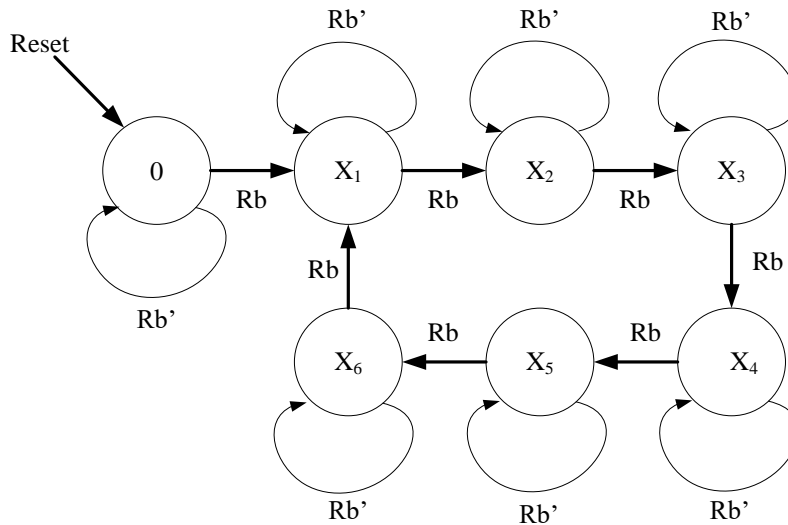 Rb’ Rb’ Rb’
Reset
0 X₁ X₂ X₃
Rb Rb Rb
Rb Rb
Rb’
Rb Rb
X₆ X₅ X₄
Rb’ Rb’ Rb’